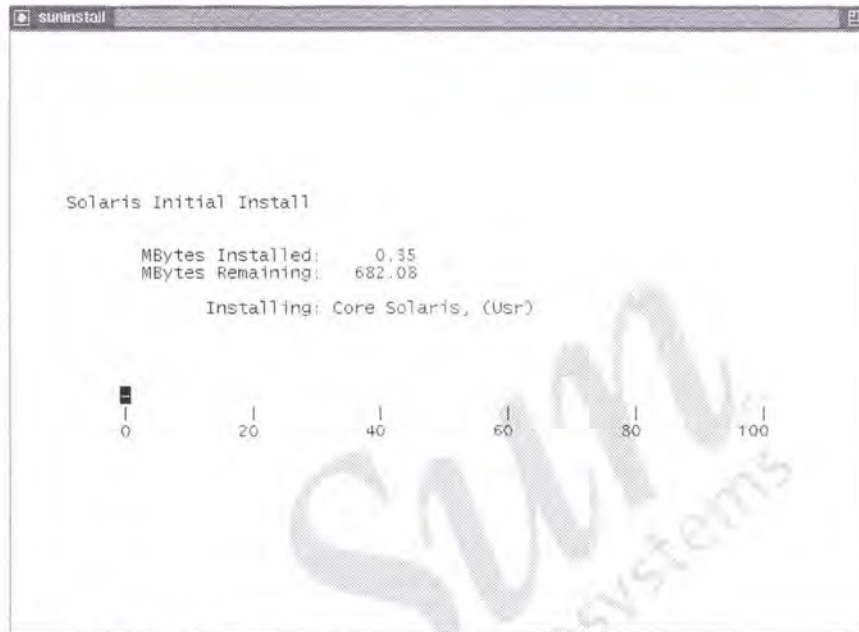 suninstall
Solaris Initial Install
MBytes Installed: 0.35
MBytes Remaining: 682.08
Installing: Core Solaris, (Usr)
0 20 40 60 80 100
Sun
systems